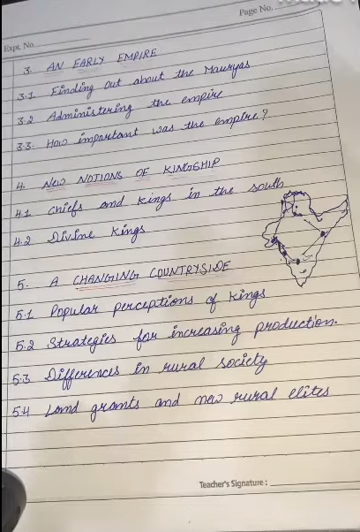 Page No.
Expt. No.
3. AN EARLY EMPIRE
3.1 Finding out about the Mauryas
3.2 Administering the empire
3.3 How important was the empire?
4. NEW NOTIONS OF KINGSHIP
4.1 Chiefs and kings in the south
4.2 Divine kings
5. A CHANGING COUNTRYSIDE
5.1 Popular perceptions of kings
5.2 Strategies for increasing production.
5.3 Differences in rural society
5.4 Land grants and new rural elites
Teacher's Signature :